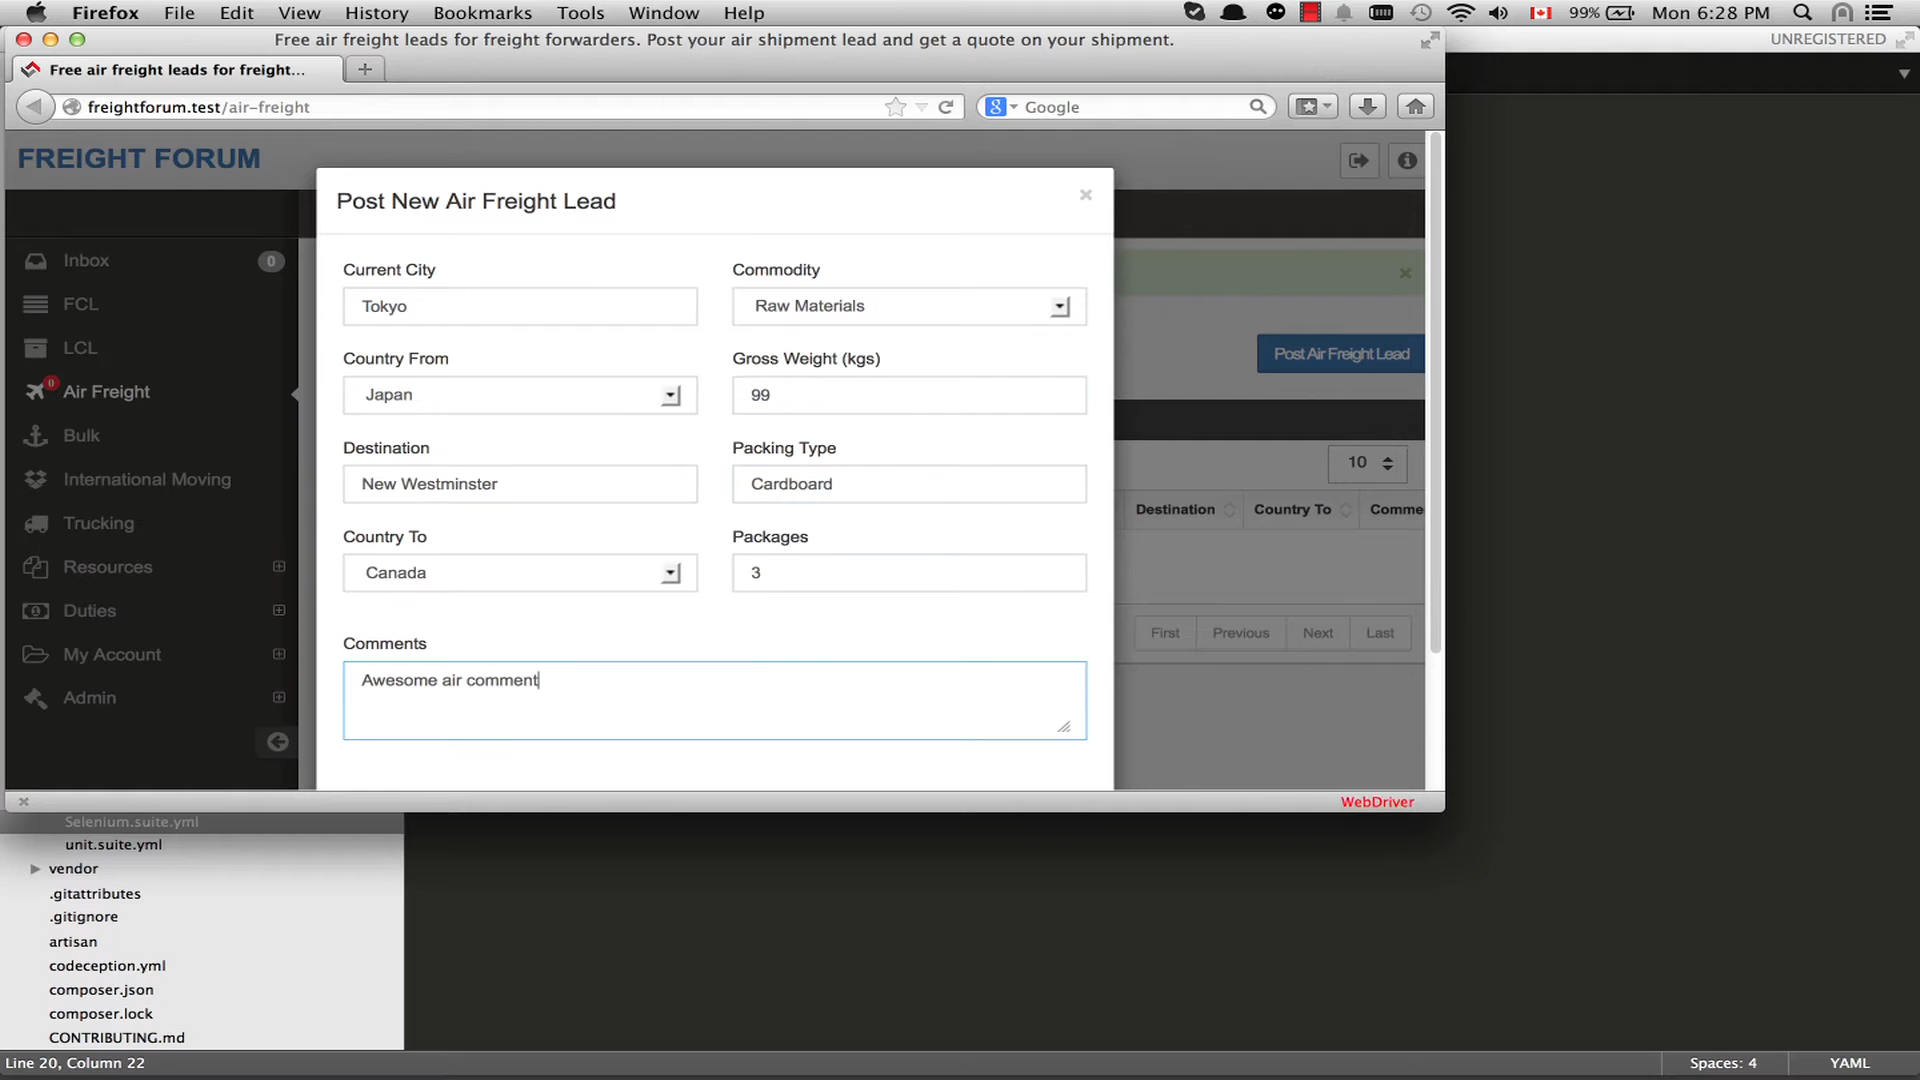 Firefox File Edit View History Bookmarks Tools Window Help 99% Mon 6:28 PM
Free air freight leads for freight forwarders. Post your air shipment lead and get a quote on your shipment.
UNREGISTERED
Free air freight leads for freight...
freightforum.test/air-freight
Google
FREIGHT FORUM
Post New Air Freight Lead
Inbox 0
FCL
LCL
0 Air Freight
Bulk
International Moving
Trucking
Resources
Duties
My Account
Admin
Current City
Tokyo
Commodity
Raw Materials
Country From
Japan
Gross Weight (kgs)
99
Destination
New Westminster
Packing Type
Cardboard
Country To
Canada
Packages
3
Comments
Awesome air comment
Post Air Freight Lead
10
Destination Country To Comme
First Previous Next Last
WebDriver
Selenium.suite.yml
unit.suite.yml
vendor
.gitattributes
.gitignore
artisan
codeception.yml
composer.json
composer.lock
CONTRIBUTING.md
Line 20, Column 22
Spaces: 4
YAML